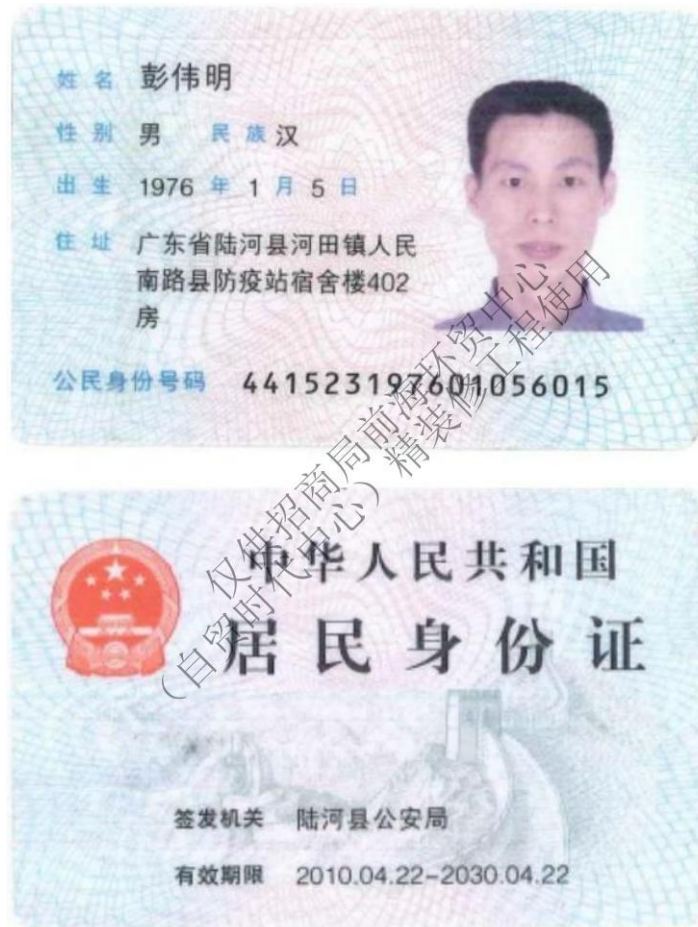 姓名 彭伟明
性别 男 民族 汉
出生 1976 年 1 月 5 日
住址 广东省陆河县河田镇人民
南路县防疫站宿舍楼402
房
公民身份号码 441523197601056015
仅供招商局前海环贸中心
（自贸时代中心）精装修工程使用
中华人民共和国
居民身份证
签发机关 陆河县公安局
有效期限 2010.04.22-2030.04.22